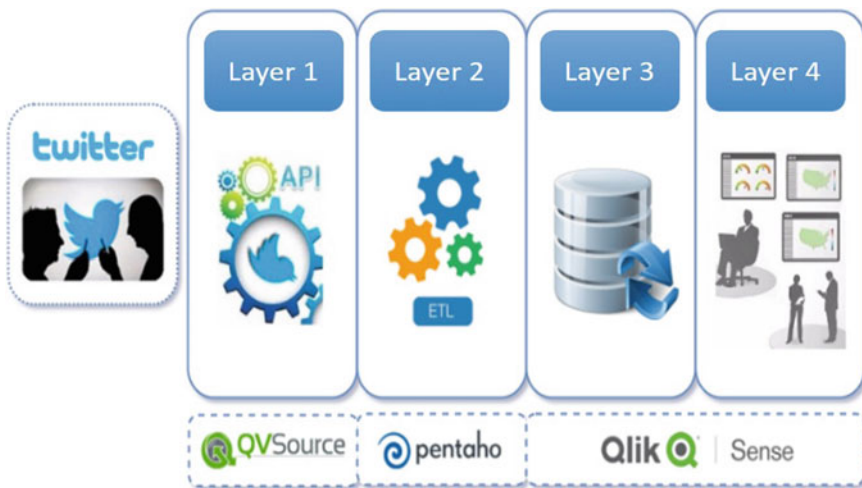 Layer 1
Layer 2
Layer 3
Layer 4
twitter
API
ETL
QVSource
pentaho
Qlik Q Sense